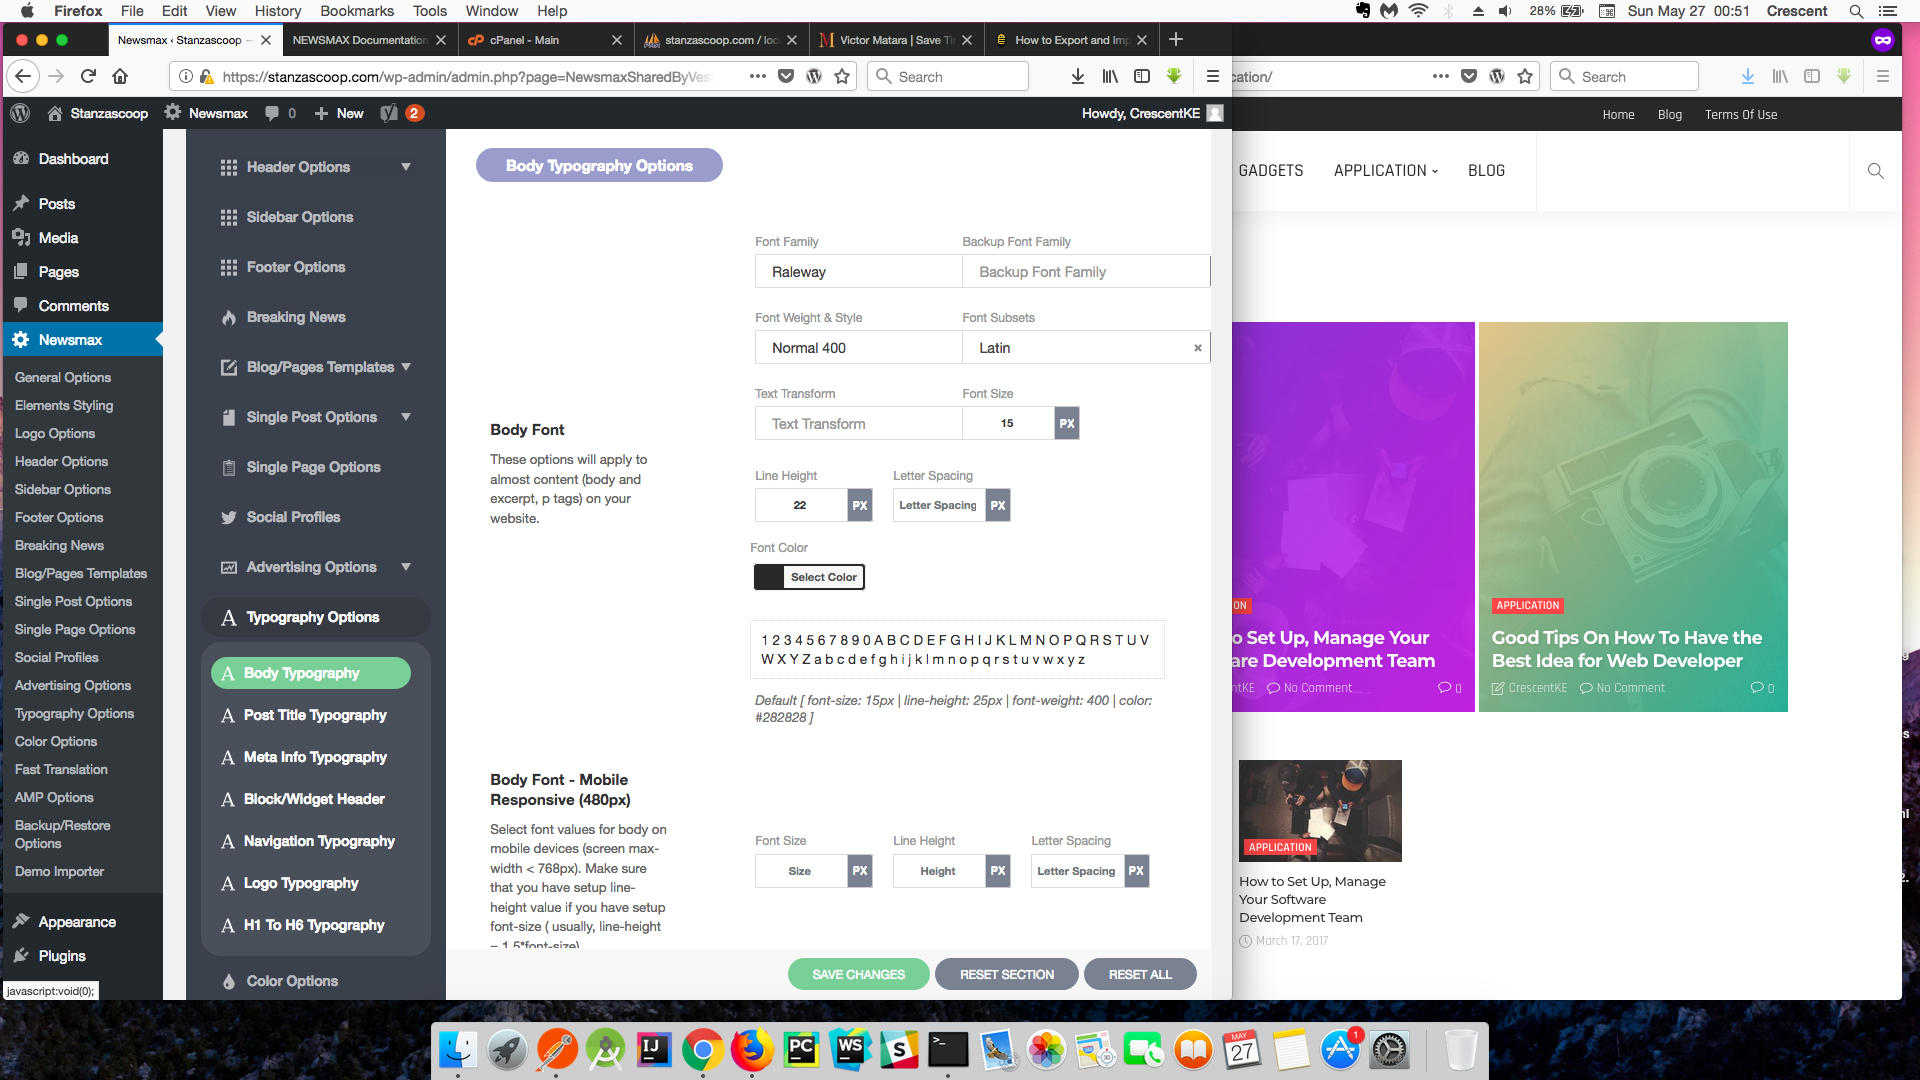 Firefox File Edit View History Bookmarks Tools Window Help
28% Sun May 27 00:51 Crescent
Newsmax ‹ Stanzascoop — NEWSMAX Documentation cPanel - Main stanzascoop.com / loc Victor Matara | Save Ti How to Export and Imp
https://stanzascoop.com/wp-admin/admin.php?page=NewsmaxSharedByVest Search
cation/ Search
Stanzascoop Newsmax 0 New 2 Howdy, CrescentKE
Home Blog Terms Of Use
GADGETS APPLICATION BLOG
Dashboard
Posts
Media
Pages
Comments
Newsmax
General Options
Elements Styling
Logo Options
Header Options
Sidebar Options
Footer Options
Breaking News
Blog/Pages Templates
Single Post Options
Single Page Options
Social Profiles
Advertising Options
Typography Options
Color Options
Fast Translation
AMP Options
Backup/Restore
Options
Demo Importer
Appearance
Plugins
javascript:void(0);
Header Options
Sidebar Options
Footer Options
Breaking News
Blog/Pages Templates
Single Post Options
Single Page Options
Social Profiles
Advertising Options
Typography Options
Body Typography
Post Title Typography
Meta Info Typography
Block/Widget Header
Navigation Typography
Logo Typography
H1 To H6 Typography
Color Options
Body Typography Options
Body Font
These options will apply to
almost content (body and
excerpt, p tags) on your
website.
Font Family Backup Font Family
Raleway Backup Font Family
Font Weight & Style Font Subsets
Normal 400 Latin ×
Text Transform Font Size
Text Transform 15 PX
Line Height Letter Spacing
22 PX Letter Spacing PX
Font Color
Select Color
1 2 3 4 5 6 7 8 9 0 A B C D E F G H I J K L M N O P Q R S T U V
W X Y Z a b c d e f g h i j k l m n o p q r s t u v w x y z
Default [ font-size: 15px | line-height: 25px | font-weight: 400 | color:
#282828 ]
Body Font - Mobile
Responsive (480px)
Select font values for body on
mobile devices (screen max-
width < 768px). Make sure
that you have setup line-
height value if you have setup
font-size ( usually, line-height
= 1.5*font-size)
Font Size Line Height Letter Spacing
Size PX Height PX Letter Spacing PX
SAVE CHANGES RESET SECTION RESET ALL
ON
o Set Up, Manage Your
are Development Team
ntKE No Comment 0
APPLICATION
Good Tips On How To Have the
Best Idea for Web Developer
CrescentKE No Comment 0
APPLICATION
How to Set Up, Manage
Your Software
Development Team
March 17, 2017
IJ PC WS S >_ MAY 27 3D 1